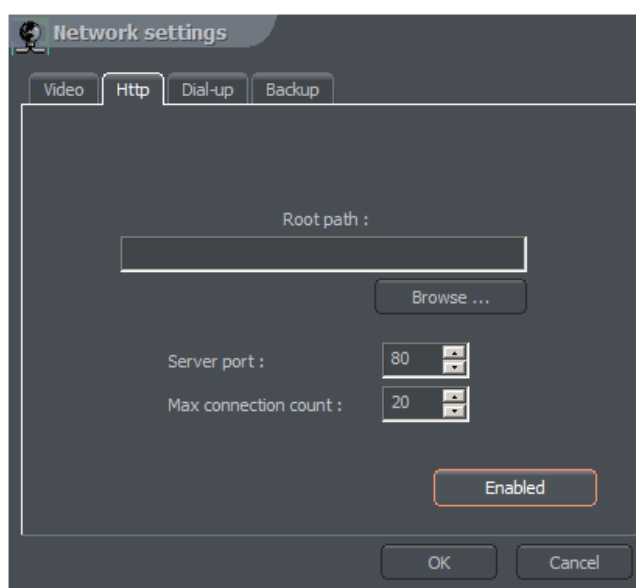 Network settings
Video Http Dial-up Backup
Root path :
Browse ...
Server port : 80
Max connection count : 20
Enabled
OK Cancel